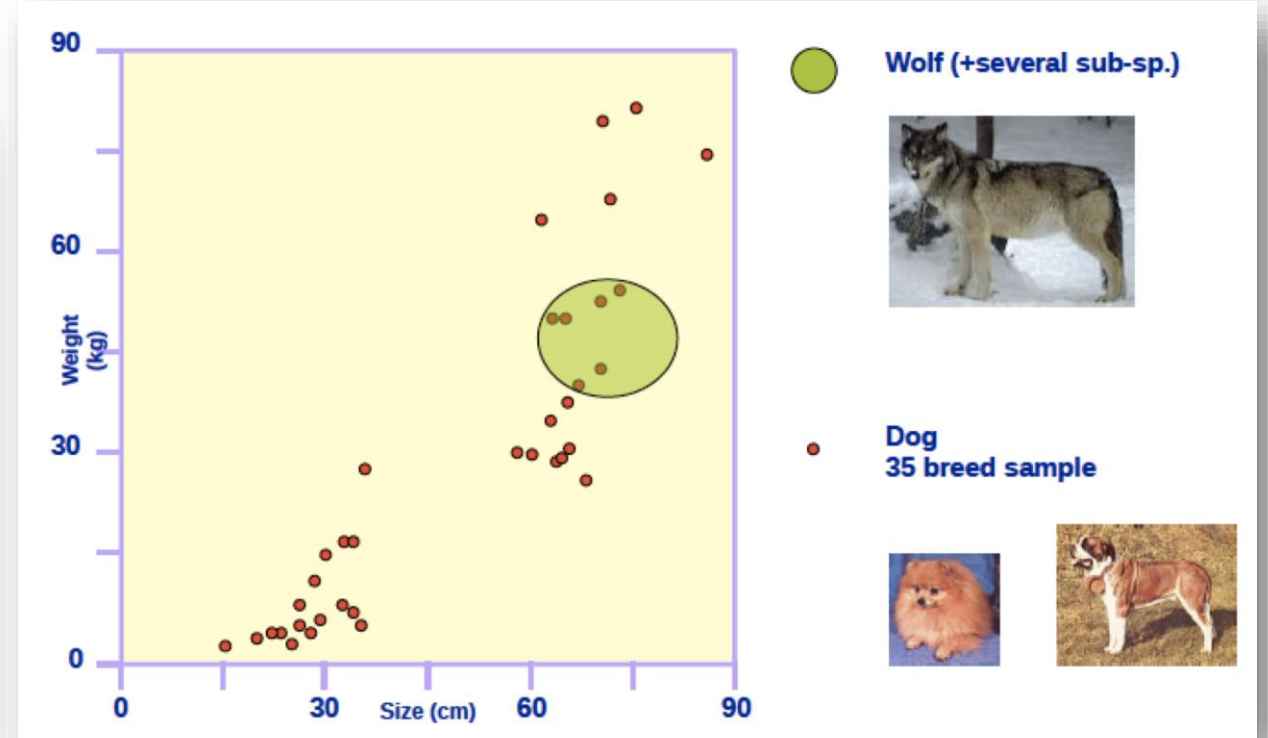 90
60
30
0
Weight
(kg)
0
30
Size (cm)
60
90
Wolf (+several sub-sp.)
Dog
35 breed sample